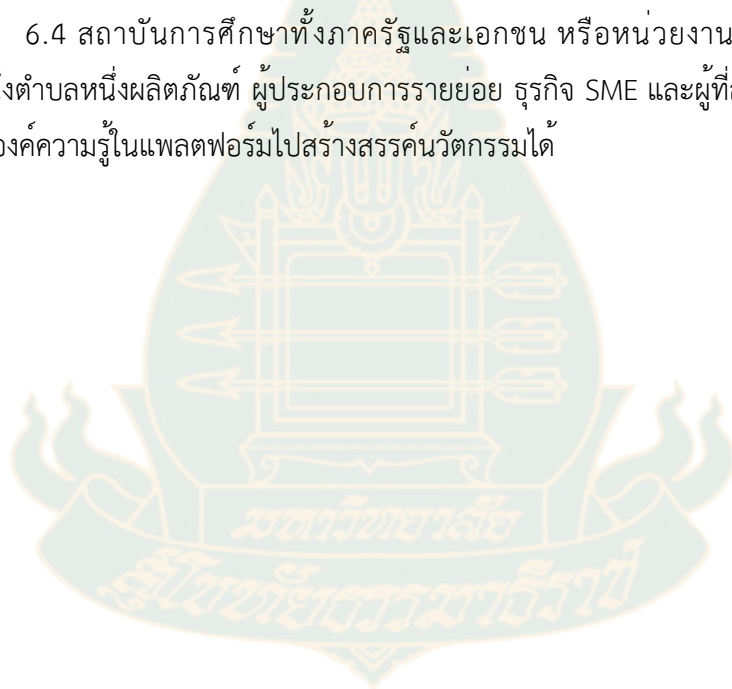 6.4 สถาบันการศึกษาทั้งภาครัฐและเอกชน หรือหน่วยงาน
ตำบลหนึ่งผลิตภัณฑ์ ผู้ประกอบการรายย่อย ธุรกิจ SME และผู้ที่
องค์ความรู้ในแพลตฟอร์มไปสร้างสรรค์นวัตกรรมได้
มหาวิทยาลัย
สุโขทัยธรรมาธิราช